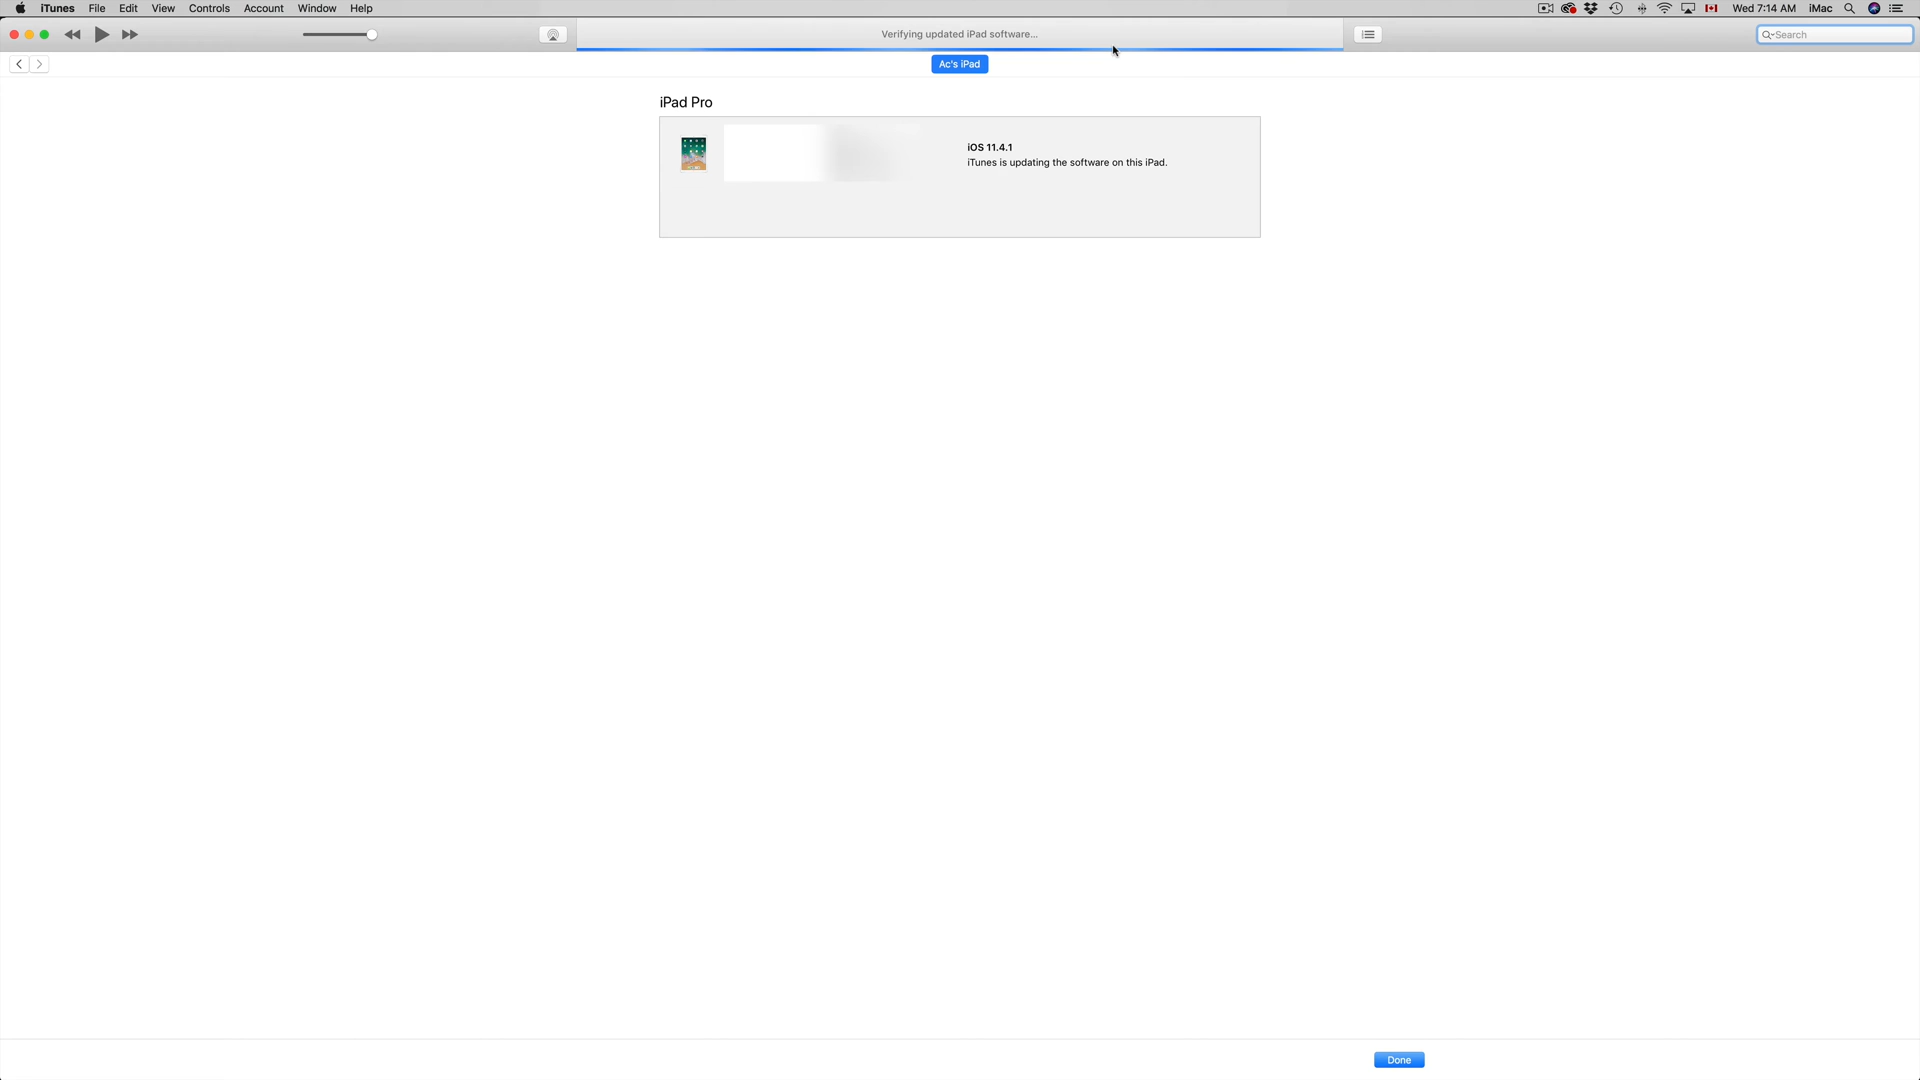 iTunes File Edit View Controls Account Window Help Wed 7:14 AM iMac
Verifying updated iPad software...
Search
Ac's iPad
iPad Pro
iOS 11.4.1
iTunes is updating the software on this iPad.
Done